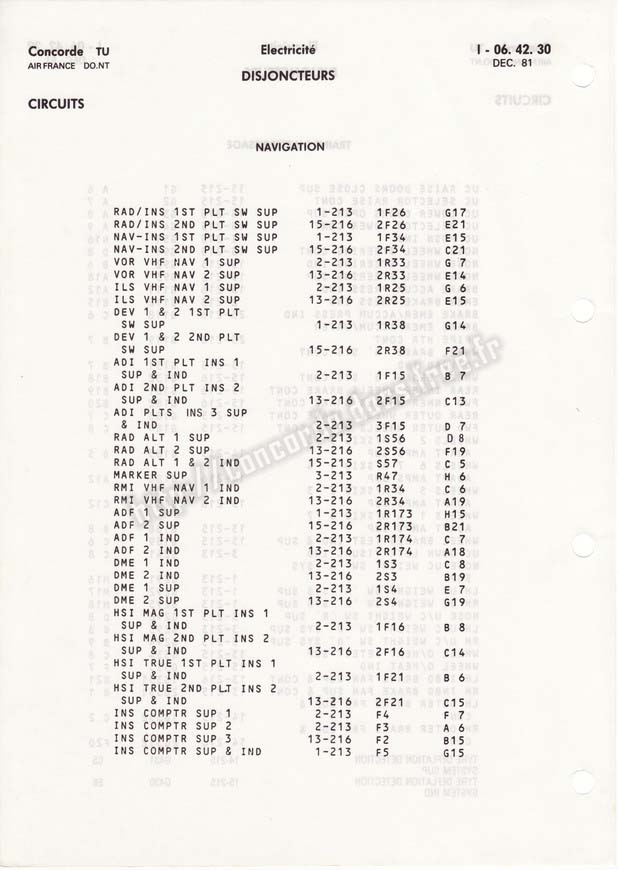 Concorde TU
AIR FRANCE DO.NT
Electricité
DISJONCTEURS
I - 06. 42. 30
DEC. 81
CIRCUITS
NAVIGATION
RAD/INS 1ST PLT SW SUP 1-213 1F26 G17
RAD/INS 2ND PLT SW SUP 15-216 2F26 E21
NAV-INS 1ST PLT SW SUP 1-213 1F34 E15
NAV-INS 2ND PLT SW SUP 15-216 2F34 C21
VOR VHF NAV 1 SUP 2-213 1R33 G 7
VOR VHF NAV 2 SUP 13-216 2R33 E14
ILS VHF NAV 1 SUP 2-213 1R25 G 6
ILS VHF NAV 2 SUP 13-216 2R25 E15
DEV 1 & 2 1ST PLT
SW SUP 1-213 1R38 G14
DEV 1 & 2 2ND PLT
SW SUP 15-216 2R38 F21
ADI 1ST PLT INS 1
SUP & IND 2-213 1F15 B 7
ADI 2ND PLT INS 2
SUP & IND 13-216 2F15 C13
ADI PLTS INS 3 SUP
& IND 2-213 3F15 D 7
RAD ALT 1 SUP 2-213 1S56 D 8
RAD ALT 2 SUP 13-216 2S56 F19
RAD ALT 1 & 2 IND 15-215 S57 C 5
MARKER SUP 3-213 R47 H 6
RMI VHF NAV 1 IND 2-213 1R34 C 6
RMI VHF NAV 2 IND 13-216 2R34 A19
ADF 1 SUP 1-213 1R173 H15
ADF 2 SUP 15-216 2R173 B21
ADF 1 IND 2-213 1R174 C 7
ADF 2 IND 13-216 2R174 A18
DME 1 IND 2-213 1S3 C 8
DME 2 IND 13-216 2S3 B19
DME 1 SUP 2-213 1S4 E 7
DME 2 SUP 13-216 2S4 G19
HSI MAG 1ST PLT INS 1
SUP & IND 2-213 1F16 B 8
HSI MAG 2ND PLT INS 2
SUP & IND 13-216 2F16 C14
HSI TRUE 1ST PLT INS 1
SUP & IND 2-213 1F21 B 6
HSI TRUE 2ND PLT INS 2
SUP & IND 13-216 2F21 C15
INS COMPTR SUP 1 2-213 F4 F 7
INS COMPTR SUP 2 2-213 F3 A 6
INS COMPTR SUP 3 13-216 F2 B15
INS COMPTR SUP & IND 1-213 F5 G15
http://concorde.dans.free.fr